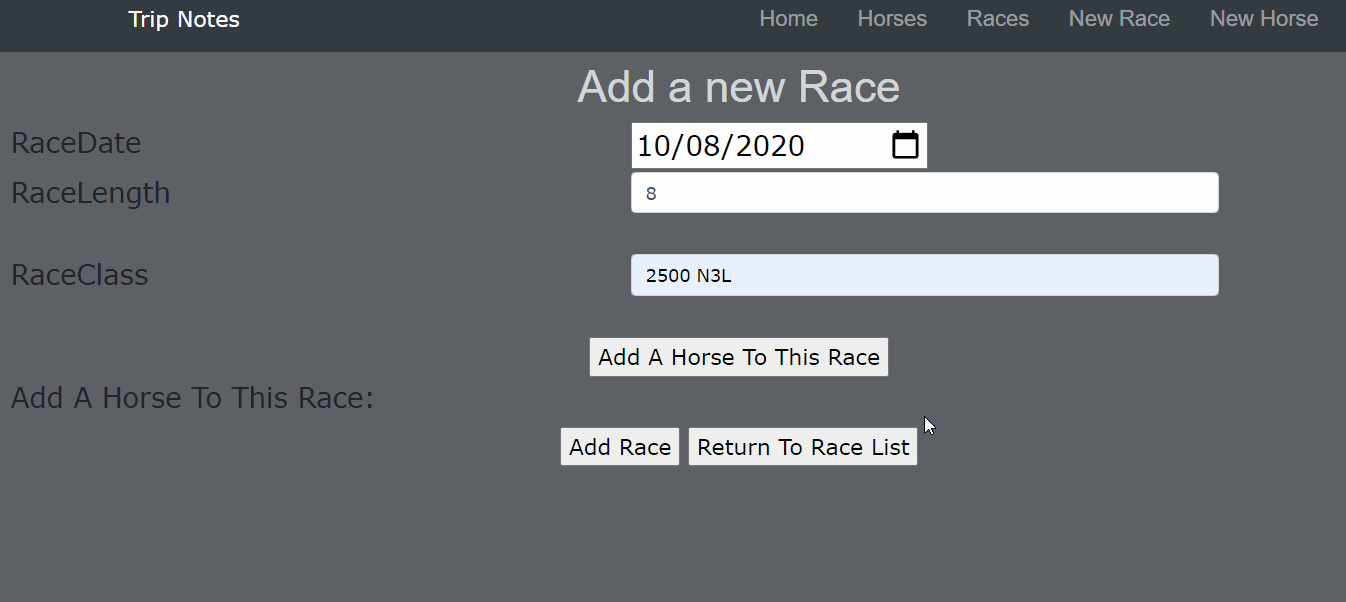 Trip Notes Home Horses Races New Race New Horse
Add a new Race
RaceDate 10/08/2020
RaceLength 8
RaceClass 2500 N3L
Add A Horse To This Race
Add A Horse To This Race:
Add Race Return To Race List